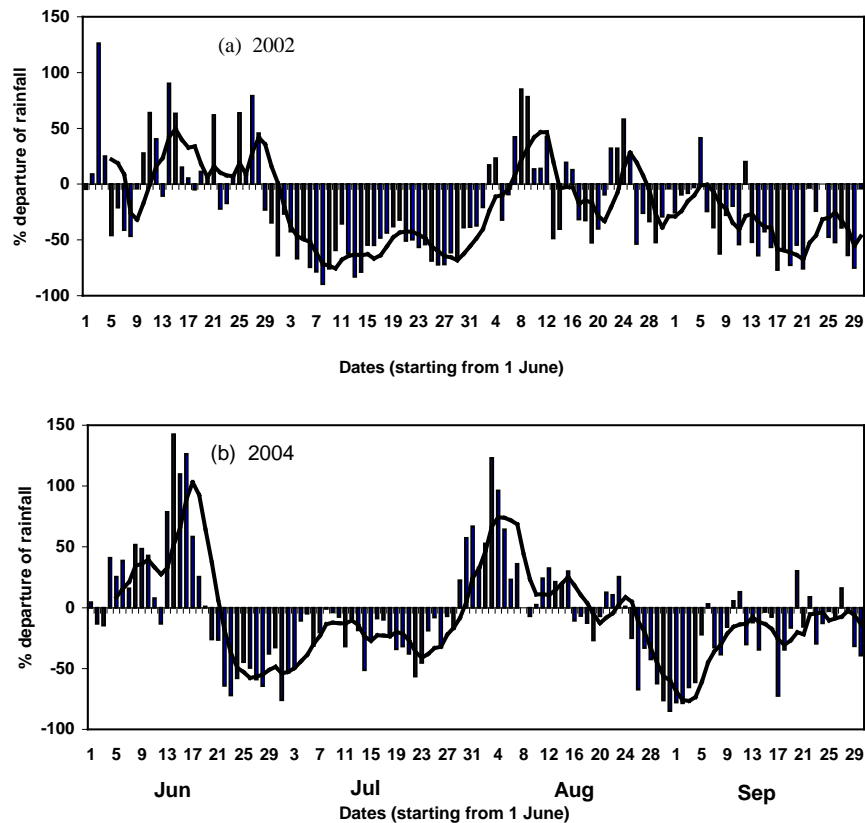 (a) 2002
% departure of rainfall
150
100
50
0
-50
-100
1 5 9 13 17 21 25 29 3 7 11 15 19 23 27 31 4 8 12 16 20 24 28 1 5 9 13 17 21 25 29
Dates (starting from 1 June)
(b) 2004
% departure of rainfall
150
100
50
0
-50
-100
1 5 9 13 17 21 25 29 3 7 11 15 19 23 27 31 4 8 12 16 20 24 28 1 5 9 13 17 21 25 29
Jun Jul Aug Sep
Dates (starting from 1 June)